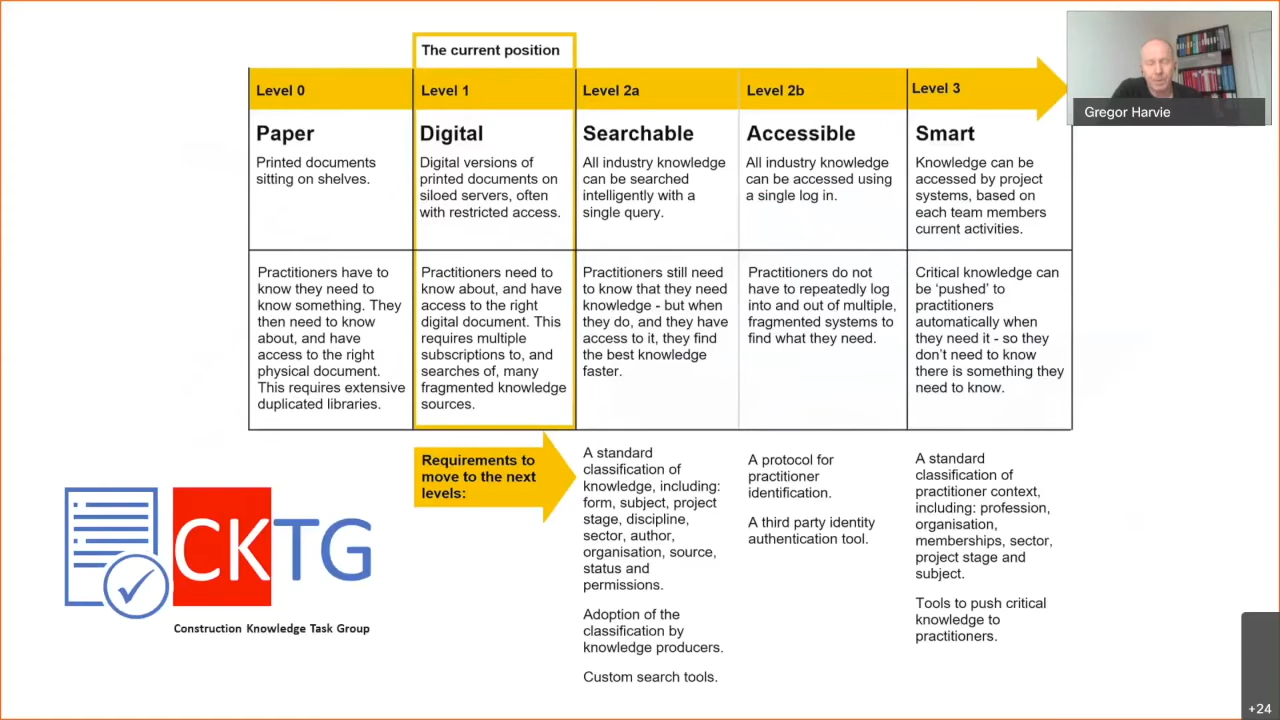 The current position
Level 0
Level 1
Level 2a
Level 2b
Level 3
Gregor Harvie
Paper
Printed documents
sitting on shelves.
Digital
Digital versions of
printed documents on
siloed servers, often
with restricted access.
Searchable
All industry knowledge
can be searched
intelligently with a
single query.
Accessible
All industry knowledge
can be accessed using
a single log in.
Smart
Knowledge can be
accessed by project
systems, based on
each team members
current activities.
Practitioners have to
know they need to
know something. They
then need to know
about, and have
access to the right
physical document.
This requires extensive
duplicated libraries.
Practitioners need to
know about, and have
access to the right
digital document. This
requires multiple
subscriptions to, and
searches of, many
fragmented knowledge
sources.
Practitioners still need
to know that they need
knowledge - but when
they do, and they have
access to it, they find
the best knowledge
faster.
Practitioners do not
have to repeatedly log
into and out of multiple,
fragmented systems to
find what they need.
Critical knowledge can
be ‘pushed’ to
practitioners
automatically when
they need it - so they
don’t need to know
there is something they
need to know.
Requirements to
move to the next
levels:
A standard
classification of
knowledge, including:
form, subject, project
stage, discipline,
sector, author,
organisation, source,
status and
permissions.
Adoption of the
classification by
knowledge producers.
Custom search tools.
A protocol for
practitioner
identification.
A third party identity
authentication tool.
A standard
classification of
practitioner context,
including: profession,
organisation,
memberships, sector,
project stage and
subject.
Tools to push critical
knowledge to
practitioners.
CKTG
Construction Knowledge Task Group
+24